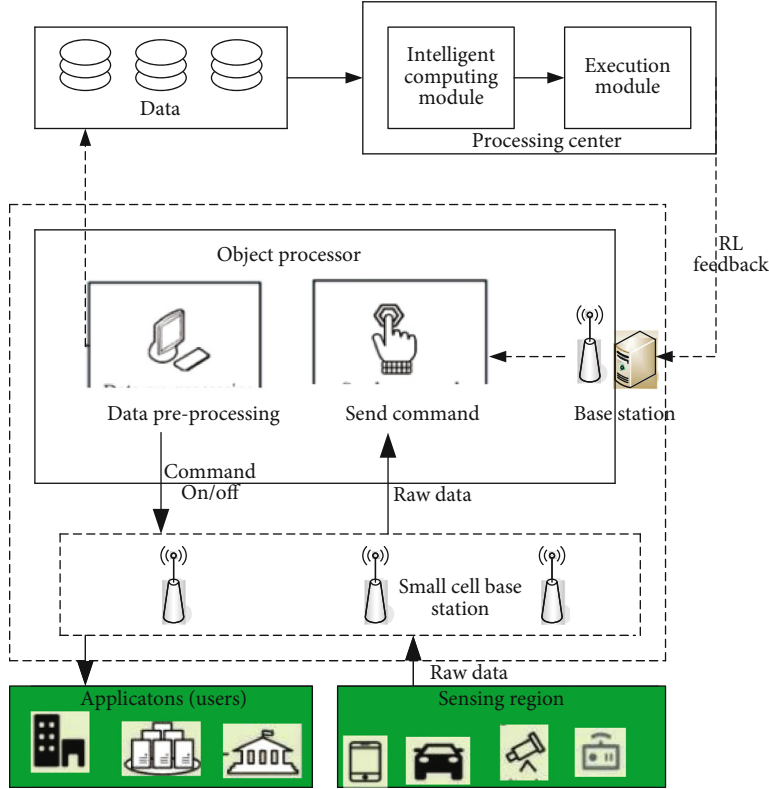 Data
Intelligent
computing
module
Execution
module
Processing center
RL
feedback
Object processor
Data pre-processing
Send command
Base station
Command
On/off
Raw data
Small cell base
station
Raw data
Applicatons (users)
Sensing region